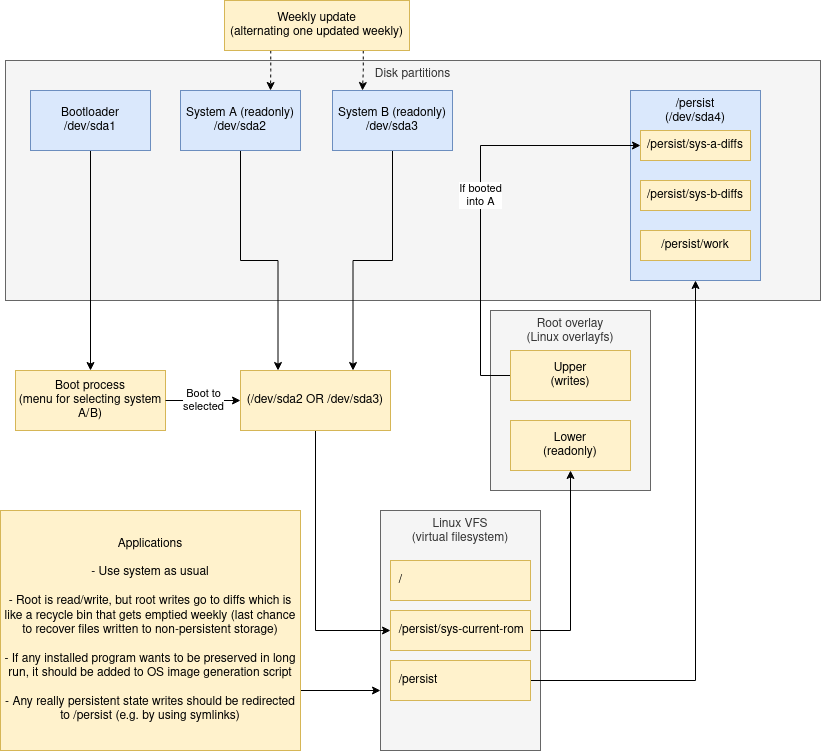 Weekly update
(alternating one updated weekly)
Disk partitions
Bootloader
/dev/sda1
System A (readonly)
/dev/sda2
System B (readonly)
/dev/sda3
/persist
(/dev/sda4)
/persist/sys-a-diffs
/persist/sys-b-diffs
/persist/work
If booted
into A
Root overlay
(Linux overlayfs)
Upper
(writes)
Lower
(readonly)
Boot process
(menu for selecting system
A/B)
Boot to
selected
(/dev/sda2 OR /dev/sda3)
Applications
- Use system as usual
- Root is read/write, but root writes go to diffs which is
like a recycle bin that gets emptied weekly (last chance
to recover files written to non-persistent storage)
- If any installed program wants to be preserved in long
run, it should be added to OS image generation script
- Any really persistent state writes should be redirected
to /persist (e.g. by using symlinks)
Linux VFS
(virtual filesystem)
/
/persist/sys-current-rom
/persist